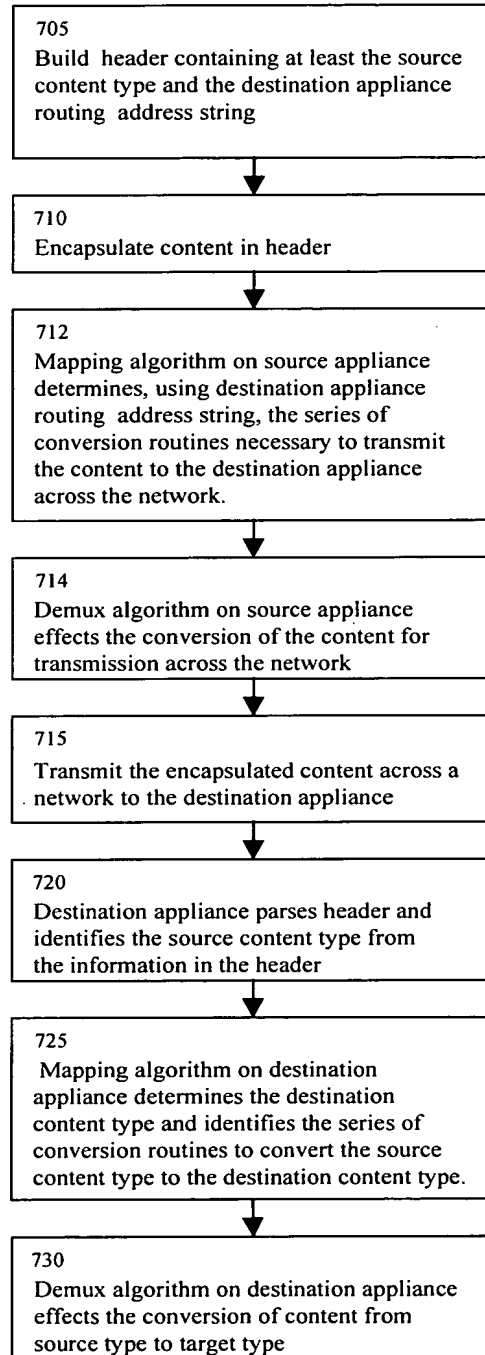 705
Build header containing at least the source
content type and the destination appliance
routing address string
710
Encapsulate content in header
712
Mapping algorithm on source appliance
determines, using destination appliance
routing address string, the series of
conversion routines necessary to transmit
the content to the destination appliance
across the network.
714
Demux algorithm on source appliance
effects the conversion of the content for
transmission across the network
715
Transmit the encapsulated content across a
network to the destination appliance
720
Destination appliance parses header and
identifies the source content type from
the information in the header
725
Mapping algorithm on destination
appliance determines the destination
content type and identifies the series of
conversion routines to convert the source
content type to the destination content type.
730
Demux algorithm on destination appliance
effects the conversion of content from
source type to target type